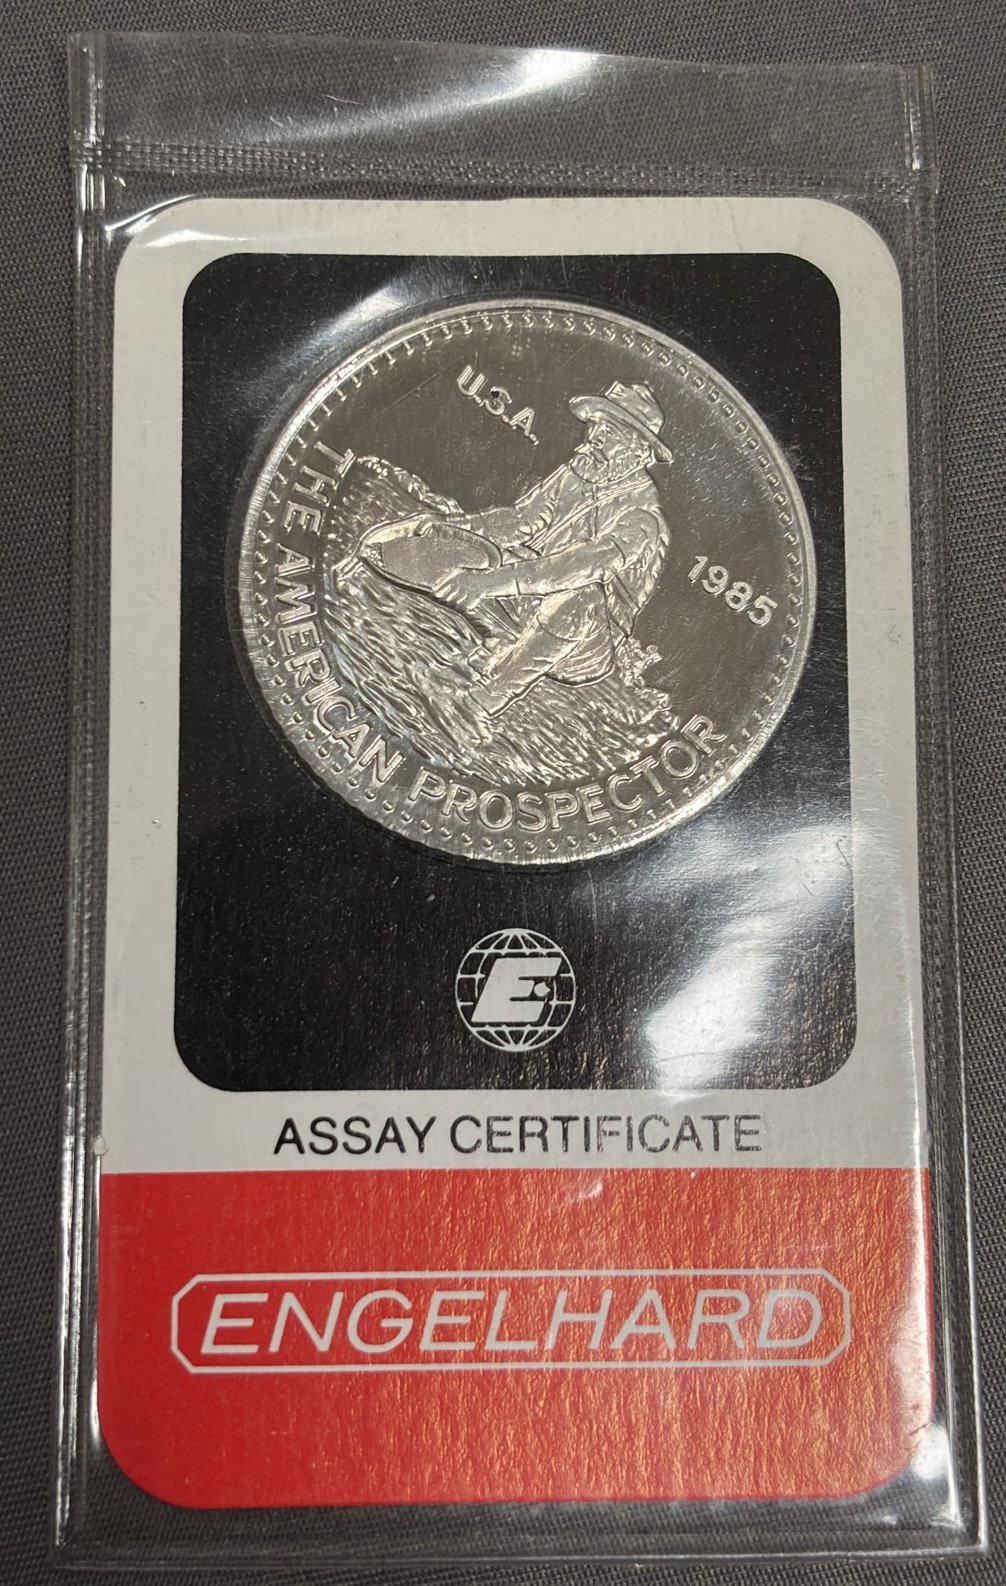 U.S.A.
1985
THE AMERICAN PROSPECTOR
E
ASSAY CERTIFICATE
ENGELHARD